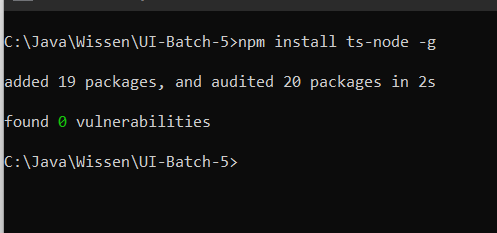 C:\Java\Wissen\UI-Batch-5>npm install ts-node -g
added 19 packages, and audited 20 packages in 2s
found 0 vulnerabilities
C:\Java\Wissen\UI-Batch-5>